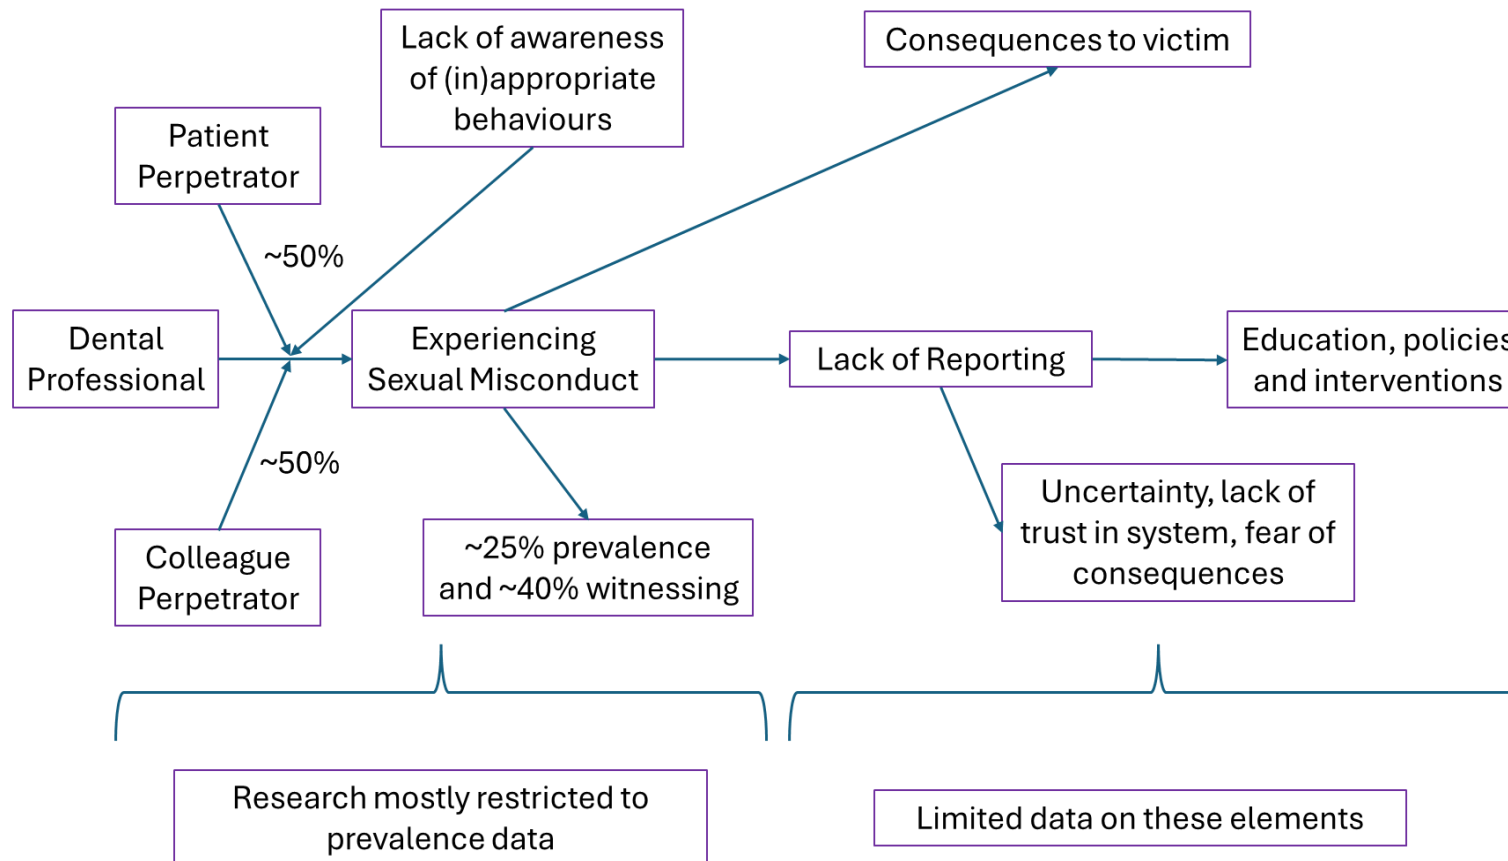 Lack of awareness
of (in)appropriate
behaviours
Consequences to victim
Patient
Perpetrator
~50%
Dental
Professional
Experiencing
Sexual Misconduct
Lack of Reporting
Education, policies
and interventions
~50%
Colleague
Perpetrator
~25% prevalence
and ~40% witnessing
Uncertainty, lack of
trust in system, fear of
consequences
Research mostly restricted to
prevalence data
Limited data on these elements